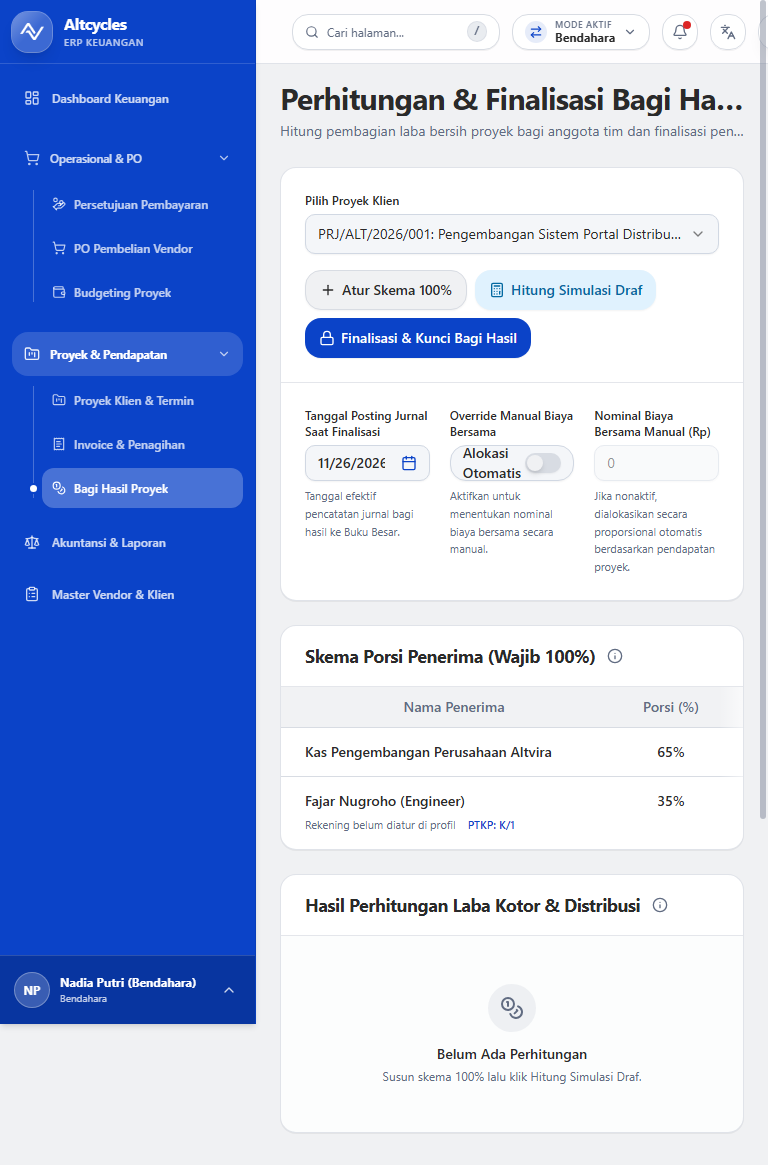 Altcycles
ERP KEUANGAN
Cari halaman...
/
MODE AKTIF
Bendahara
Dashboard Keuangan
Operasional & PO
Persetujuan Pembayaran
PO Pembelian Vendor
Budgeting Proyek
Proyek & Pendapatan
Proyek Klien & Termin
Invoice & Penagihan
Bagi Hasil Proyek
Akuntansi & Laporan
Master Vendor & Klien
NP
Nadia Putri (Bendahara)
Bendahara
Perhitungan & Finalisasi Bagi Ha...
Hitung pembagian laba bersih proyek bagi anggota tim dan finalisasi pen...
Pilih Proyek Klien
PRJ/ALT/2026/001: Pengembangan Sistem Portal Distribu...
Atur Skema 100%
Hitung Simulasi Draf
Finalisasi & Kunci Bagi Hasil
Tanggal Posting Jurnal
Saat Finalisasi
11/26/2026
Tanggal efektif
pencatatan jurnal bagi
hasil ke Buku Besar.
Override Manual Biaya
Bersama
Alokasi
Otomatis
Aktifkan untuk
menentukan nominal
biaya bersama secara
manual.
Nominal Biaya
Bersama Manual (Rp)
0
Jika nonaktif,
dialokasikan secara
proporsional otomatis
berdasarkan pendapatan
proyek.
Skema Porsi Penerima (Wajib 100%)
Nama Penerima Porsi (%)
Kas Pengembangan Perusahaan Altvira 65%
Fajar Nugroho (Engineer) 35%
Rekening belum diatur di profil PTKP: K/1
Hasil Perhitungan Laba Kotor & Distribusi
Belum Ada Perhitungan
Susun skema 100% lalu klik Hitung Simulasi Draf.